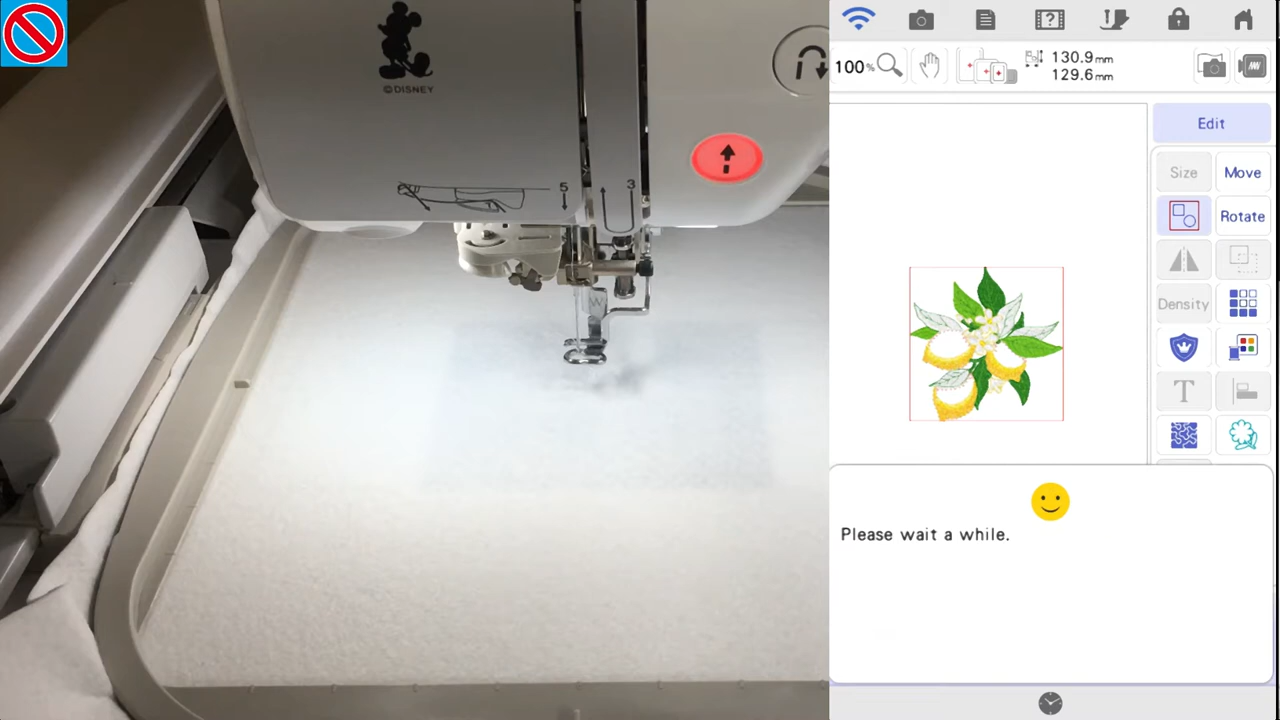 ©DISNEY
5
3
W
100%
130.9mm
129.6mm
Edit
Size
Move
Rotate
Density
T
Please wait a while.